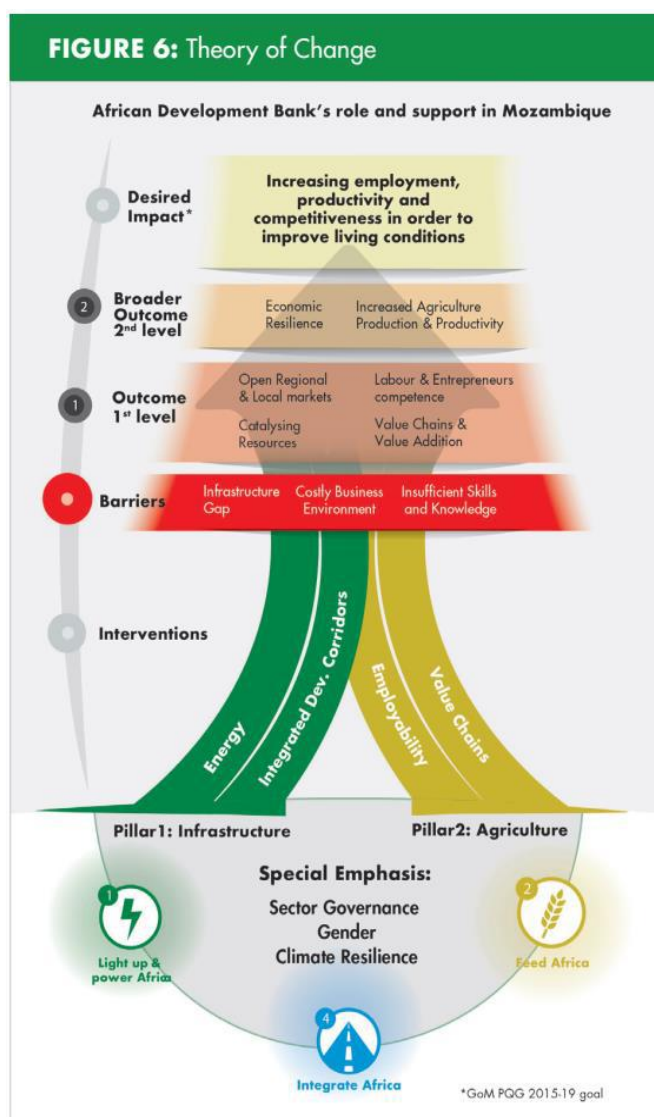 FIGURE 6: Theory of Change
African Development Bank's role and support in Mozambique
Desired
Impact*
Increasing employment,
productivity and
competitiveness in order to
improve living conditions
2
Broader
Outcome
2nd level
Economic
Resilience
Increased Agriculture
Production & Productivity
1
Outcome
1st level
Open Regional
& Local markets
Labour & Entrepreneurs
competence
Catalysing
Resources
Value Chains &
Value Addition
Barriers
Infrastructure
Gap
Costly Business
Environment
Insufficient Skills
and Knowledge
Interventions
Energy
Integrated Dev. Corridors
Employability
Value Chains
Pillar1: Infrastructure
Pillar2: Agriculture
Special Emphasis:
Sector Governance
Gender
Climate Resilience
1
Light up &
power Africa
2
Feed Africa
4
Integrate Africa
*GoM PQG 2015-19 goal